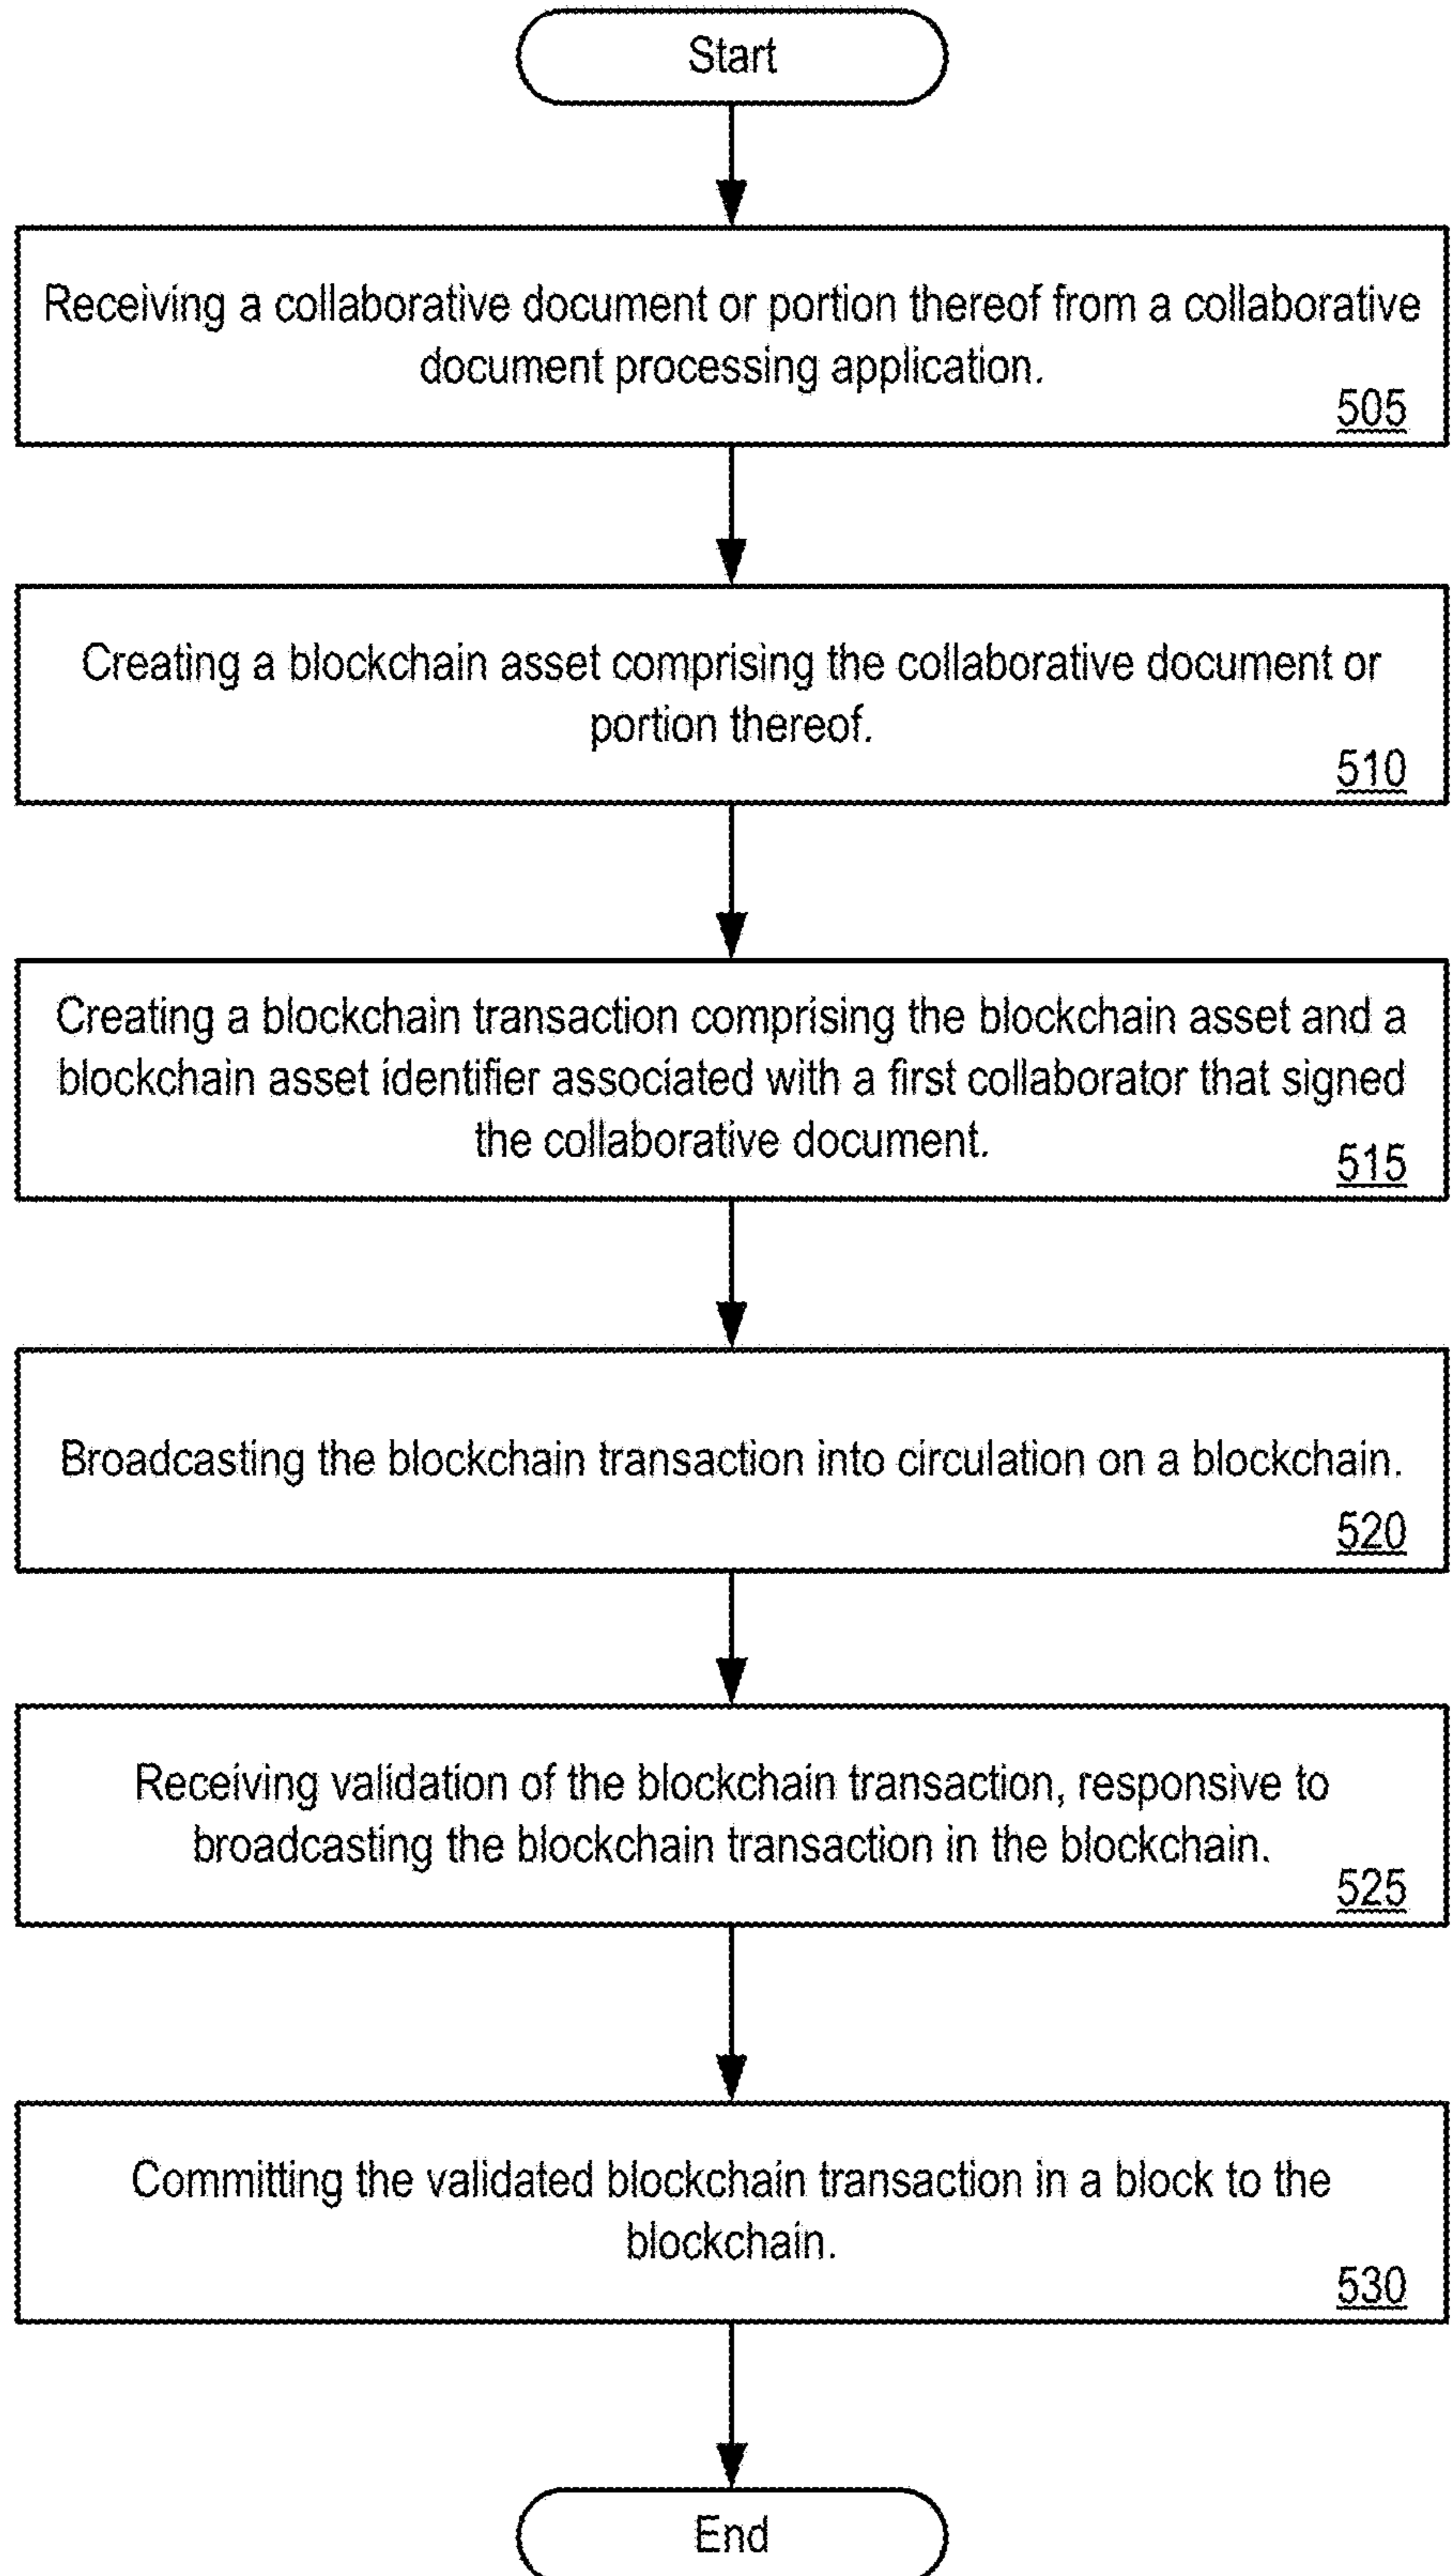 Start
Receiving a collaborative document or portion thereof from a collaborative
document processing application.
505
Creating a blockchain asset comprising the collaborative document or
portion thereof.
510
Creating a blockchain transaction comprising the blockchain asset and a
blockchain asset identifier associated with a first collaborator that signed
the collaborative document.
515
Broadcasting the blockchain transaction into circulation on a blockchain.
520
Receiving validation of the blockchain transaction, responsive to
broadcasting the blockchain transaction in the blockchain.
525
Committing the validated blockchain transaction in a block to the
blockchain.
530
End